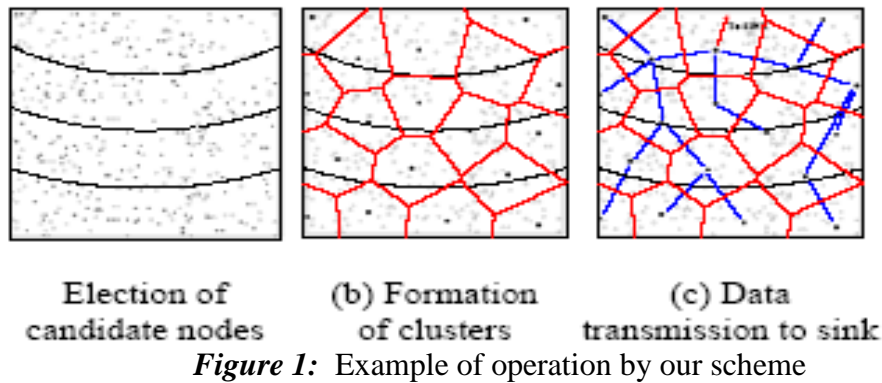 Election of
candidate nodes
(b) Formation
of clusters
(c) Data
transmission to sink
Figure 1: Example of operation by our scheme